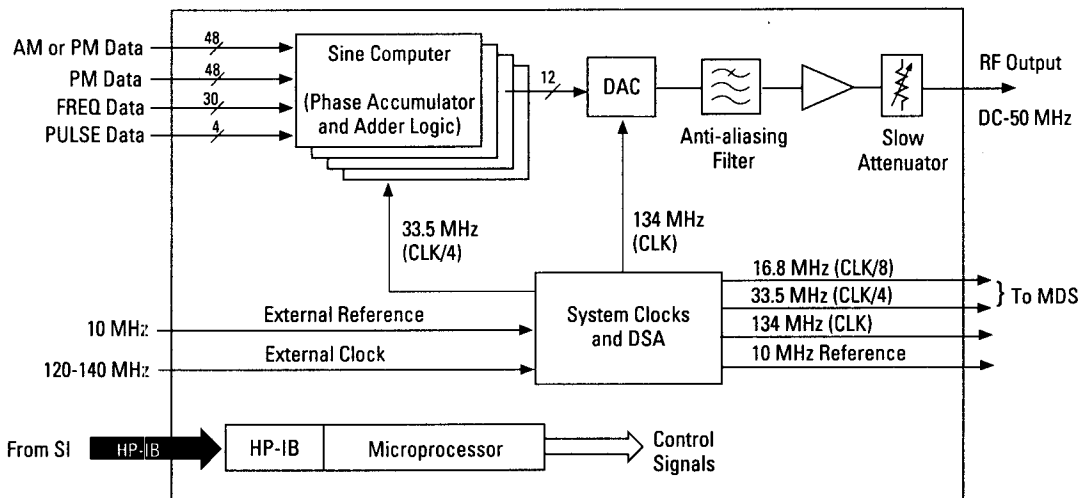 AM or PM Data
48
PM Data
48
FREQ Data
30
PULSE Data
4
Sine Computer
(Phase Accumulator
and Adder Logic)
12
DAC
Anti-aliasing
Filter
Slow
Attenuator
RF Output
DC-50 MHz
33.5 MHz
(CLK/4)
134 MHz
(CLK)
10 MHz
External Reference
120-140 MHz
External Clock
System Clocks
and DSA
16.8 MHz (CLK/8)
33.5 MHz (CLK/4)
To MDS
134 MHz (CLK)
10 MHz Reference
From SI
HP-IB
HP-IB
Microprocessor
Control
Signals